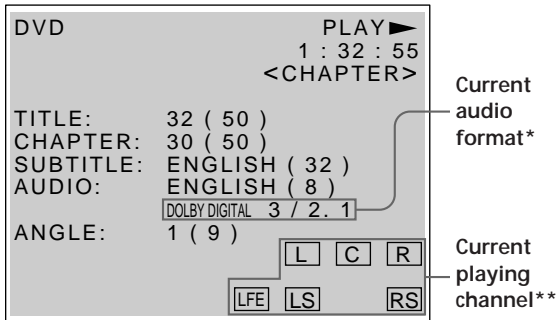 DVD PLAY►
1 : 32 : 55
<CHAPTER>
TITLE: 32 ( 50 )
CHAPTER: 30 ( 50 )
SUBTITLE: ENGLISH ( 32 )
AUDIO: ENGLISH ( 8 )
DOLBY DIGITAL 3 / 2 . 1
ANGLE: 1 ( 9 )
L C R
LFE LS RS
Current
audio
format*
Current
playing
channel**